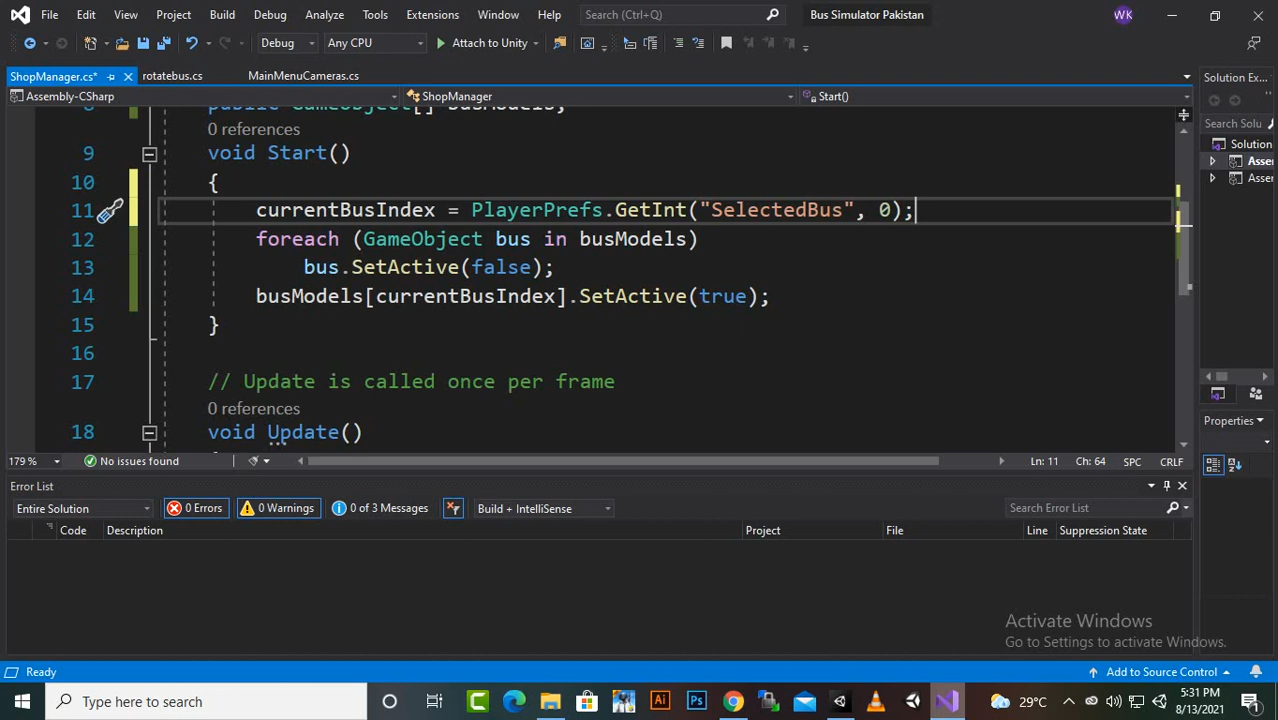 File Edit View Project Build Debug Analyze Tools Extensions Window Help Search (Ctrl+Q) Bus Simulator Pakistan WK
Debug Any CPU Attach to Unity
ShopManager.cs* rotatebus.cs MainMenuCameras.cs Solution Ex...
Assembly-CSharp ShopManager Start()
8 public GameObject[] busModels;
0 references
9 void Start()
10 {
11 currentBusIndex = PlayerPrefs.GetInt("SelectedBus", 0);
12 foreach (GameObject bus in busModels)
13 bus.SetActive(false);
14 busModels[currentBusIndex].SetActive(true);
15 }
16
17 // Update is called once per frame
0 references
18 void Update()
Search Solu
Solution
Asse
Asse
Properties
179 % No issues found Ln: 11 Ch: 64 SPC CRLF
Error List
Entire Solution 0 Errors 0 Warnings 0 of 3 Messages Build + IntelliSense Search Error List
Code Description Project File Line Suppression State
Activate Windows
Go to Settings to activate Windows.
Ready Add to Source Control
Type here to search 29°C 5:31 PM
8/13/2021